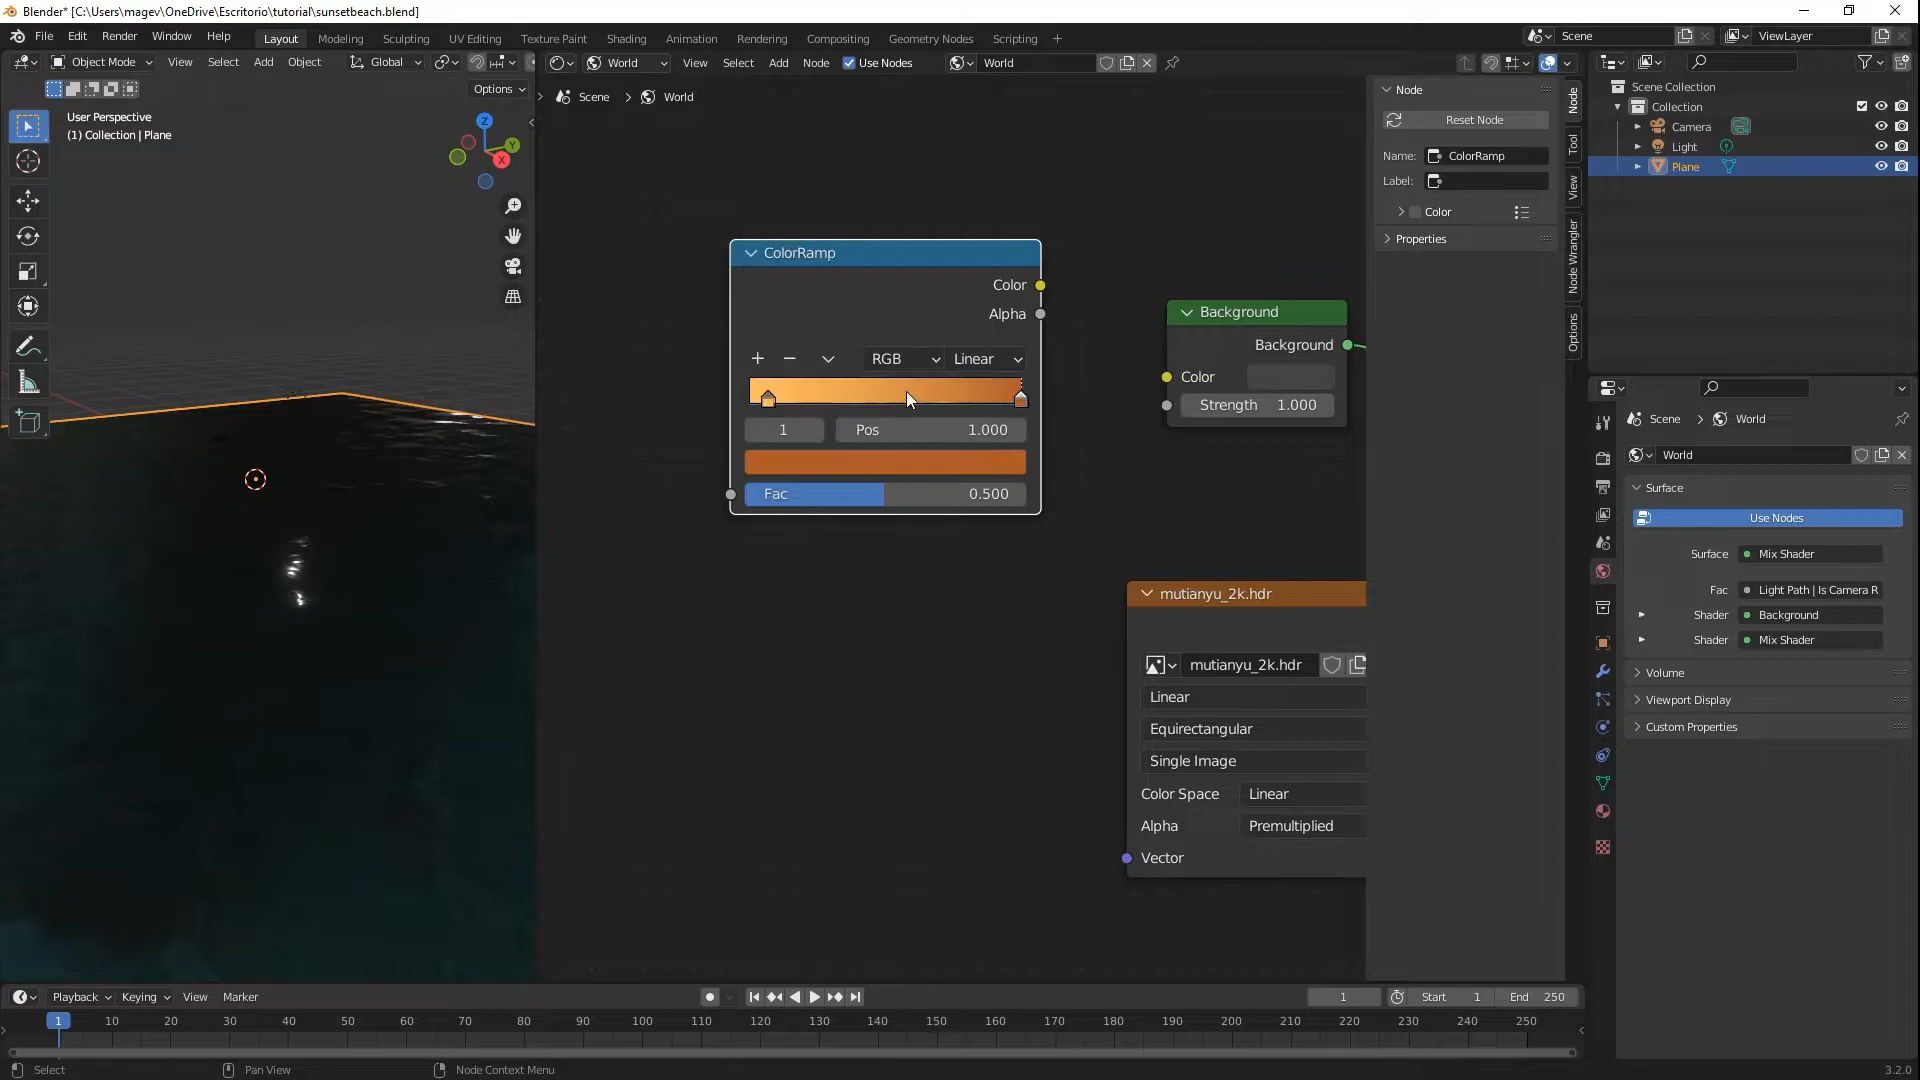 Blender* [C:\Users\magev\OneDrive\Escritorio\tutorial\sunsetbeach.blend]
File Edit Render Window Help Layout Modeling Sculpting UV Editing Texture Paint Shading Animation Rendering Compositing Geometry Nodes Scripting + Scene ViewLayer
Object Mode View Select Add Object Global World View Select Add Node Use Nodes World
Options
Scene > World
User Perspective
(1) Collection | Plane
Z
Y
X
ColorRamp
Color
Alpha
+ − RGB Linear
1 Pos 1.000
Fac 0.500
Background
Background
Color
Strength 1.000
mutianyu_2k.hdr
mutianyu_2k.hdr
Linear
Equirectangular
Single Image
Color Space Linear
Alpha Premultiplied
Vector
Node
Reset Node
Name: ColorRamp
Label:
Color
Properties
Node
Tool
View
Node Wrangler
Options
Scene Collection
Collection
Camera
Light
Plane
Scene > World
World
Surface
Use Nodes
Surface Mix Shader
Fac Light Path | Is Camera R
Shader Background
Shader Mix Shader
Volume
Viewport Display
Custom Properties
Playback Keying View Marker 1 Start 1 End 250
1 10 20 30 40 50 60 70 80 90 100 110 120 130 140 150 160 170 180 190 200 210 220 230 240 250
Select Pan View Node Context Menu 3.2.0